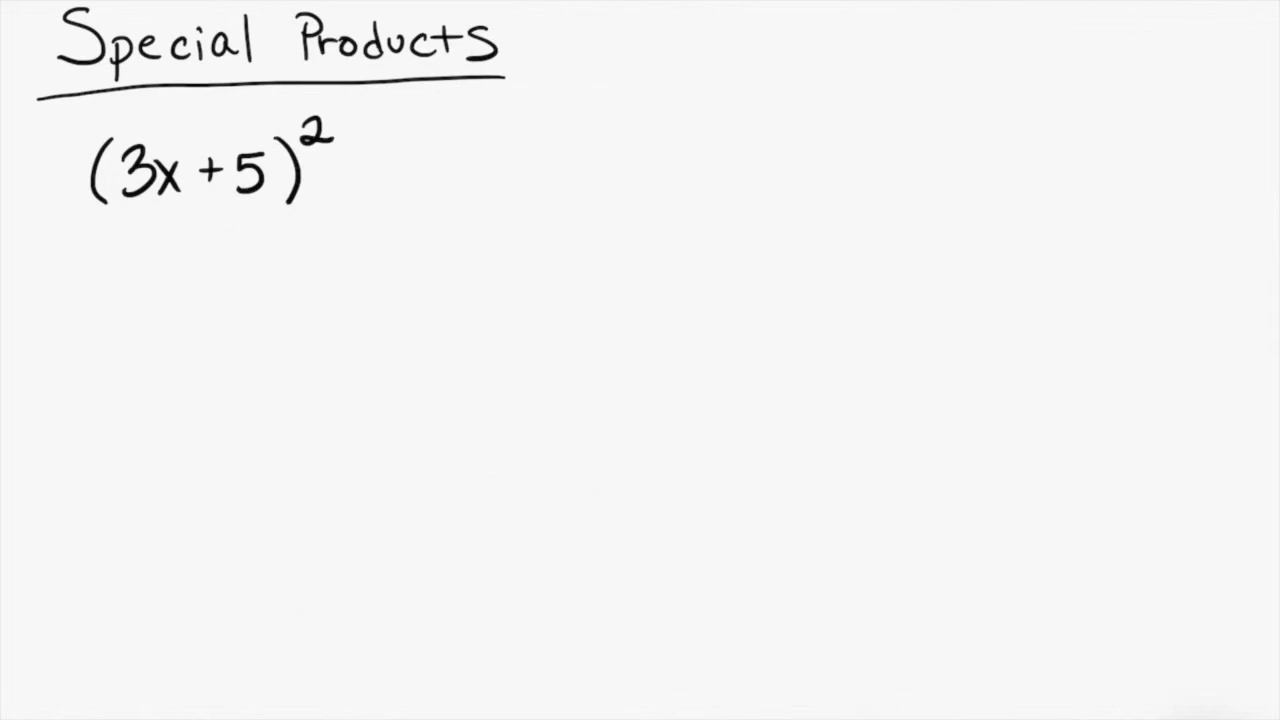 Special Products
(3x + 5)²